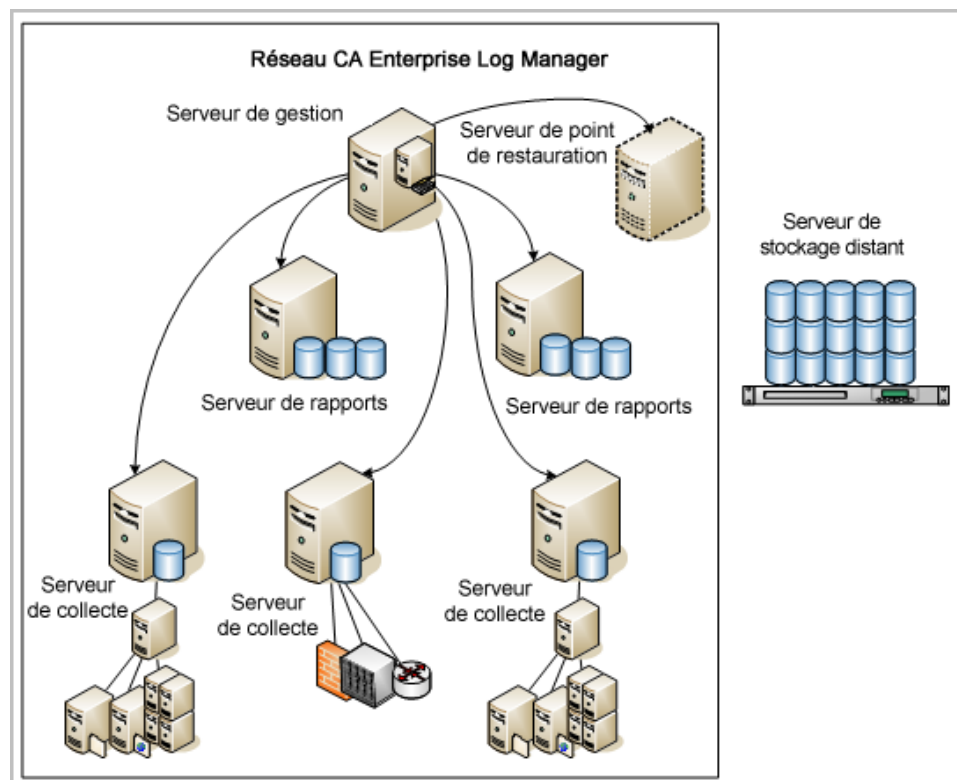 Réseau CA Enterprise Log Manager
Serveur de gestion
Serveur de point
de restauration
Serveur de
stockage distant
Serveur de rapports
Serveur de rapports
Serveur
de collecte
Serveur
de collecte
Serveur
de collecte